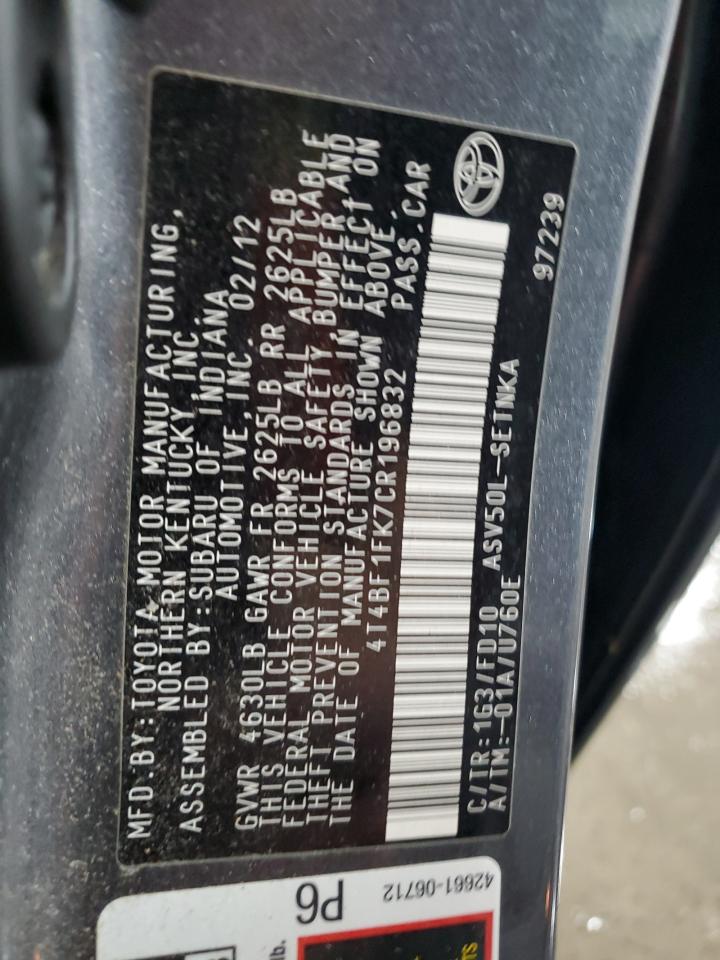 MFD.BY:TOYOTA MOTOR MANUFACTURING,
NORTHERN KENTUCKY INC.
ASSEMBLED BY:SUBARU OF INDIANA
AUTOMOTIVE,INC. 02/12
GVWR 4630LB GAWR FR 2625LB RR 2625LB
THIS VEHICLE CONFORMS TO ALL APPLICABLE
FEDERAL MOTOR VEHICLE SAFETY, BUMPER AND
THEFT PREVENTION STANDARDS IN EFFECT ON
THE DATE OF MANUFACTURE SHOWN ABOVE.
4T4BF1FK7CR196832 PASS.CAR
C/TR:1G3/FD10 ASV50L-SETNKA
A/TM:-01A/U760E
97239
42661-06712
P6
lb.